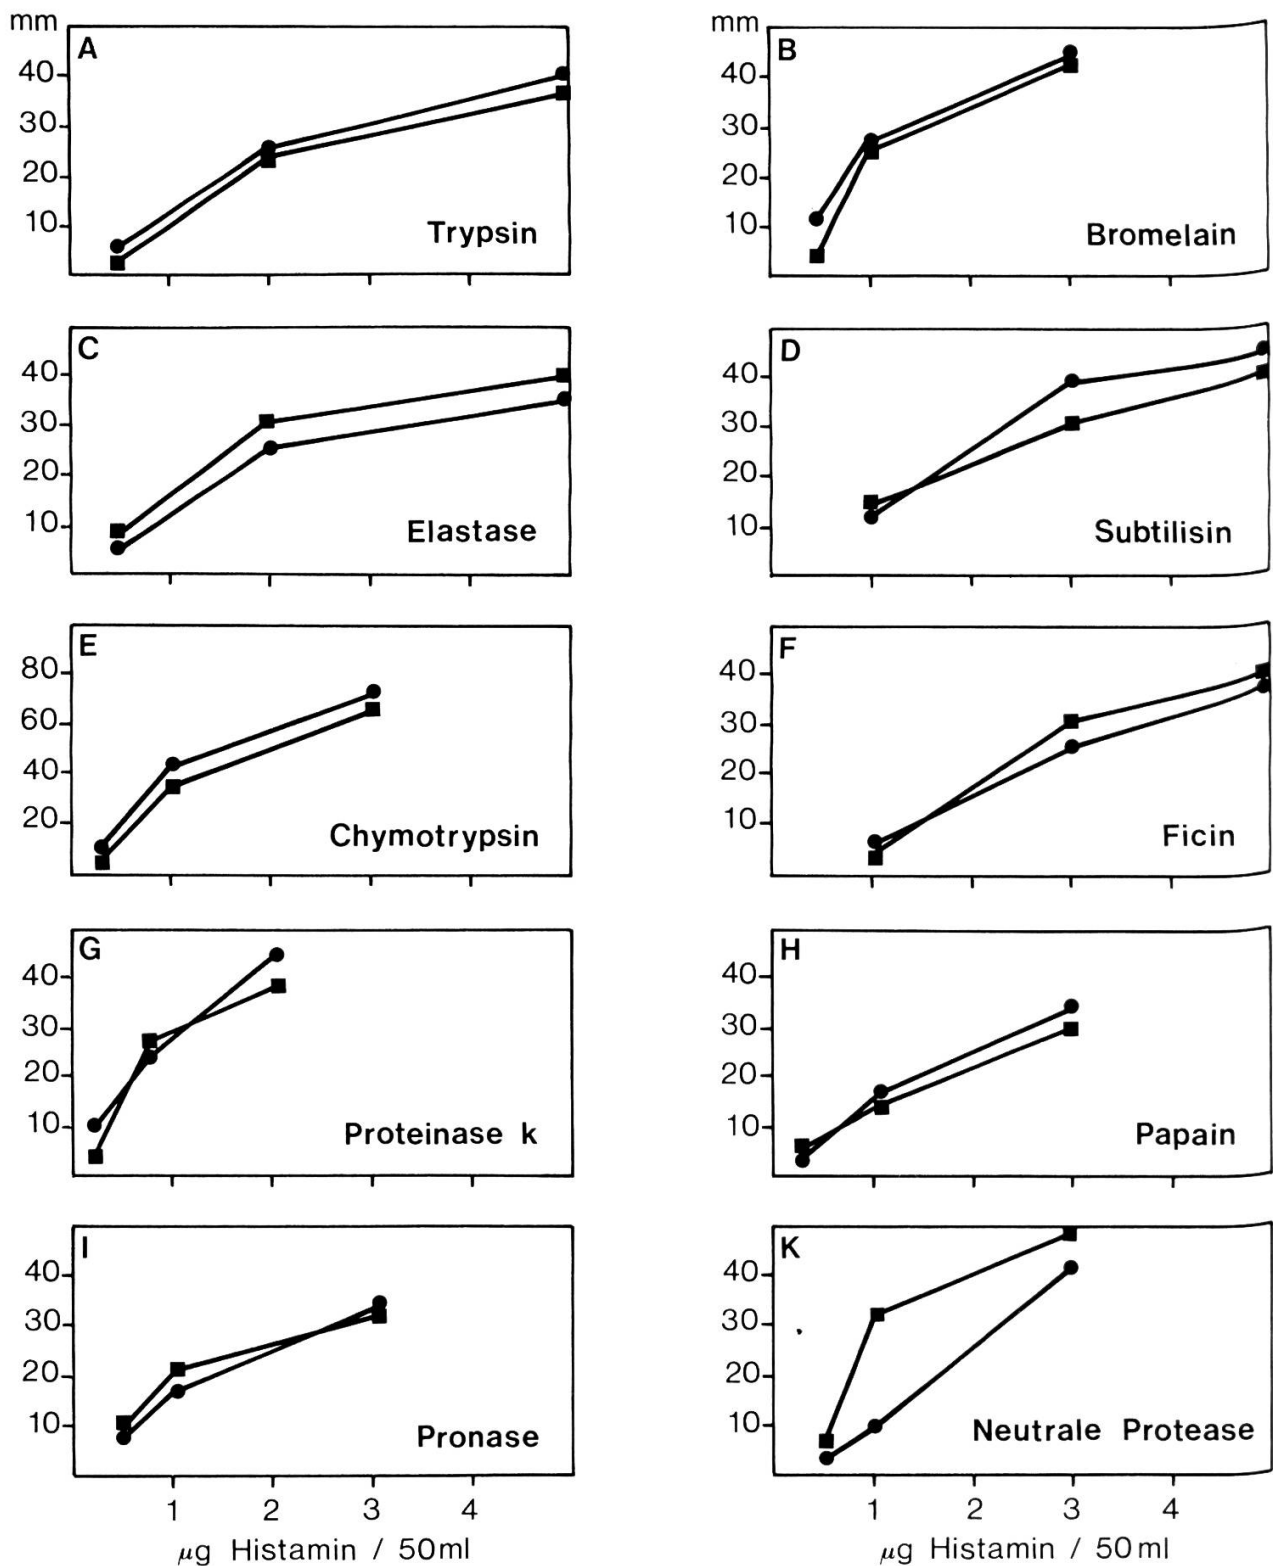 mm
A
40
30
20
10
Trypsin
mm
B
40
30
20
10
Bromelain
C
40
30
20
10
Elastase
D
40
30
20
10
Subtilisin
E
80
60
40
20
Chymotrypsin
F
40
30
20
10
Ficin
G
40
30
20
10
Proteinase k
H
40
30
20
10
Papain
I
40
30
20
10
Pronase
1 2 3 4
µg Histamin / 50ml
K
40
30
20
10
Neutrale Protease
1 2 3 4
µg Histamin / 50ml